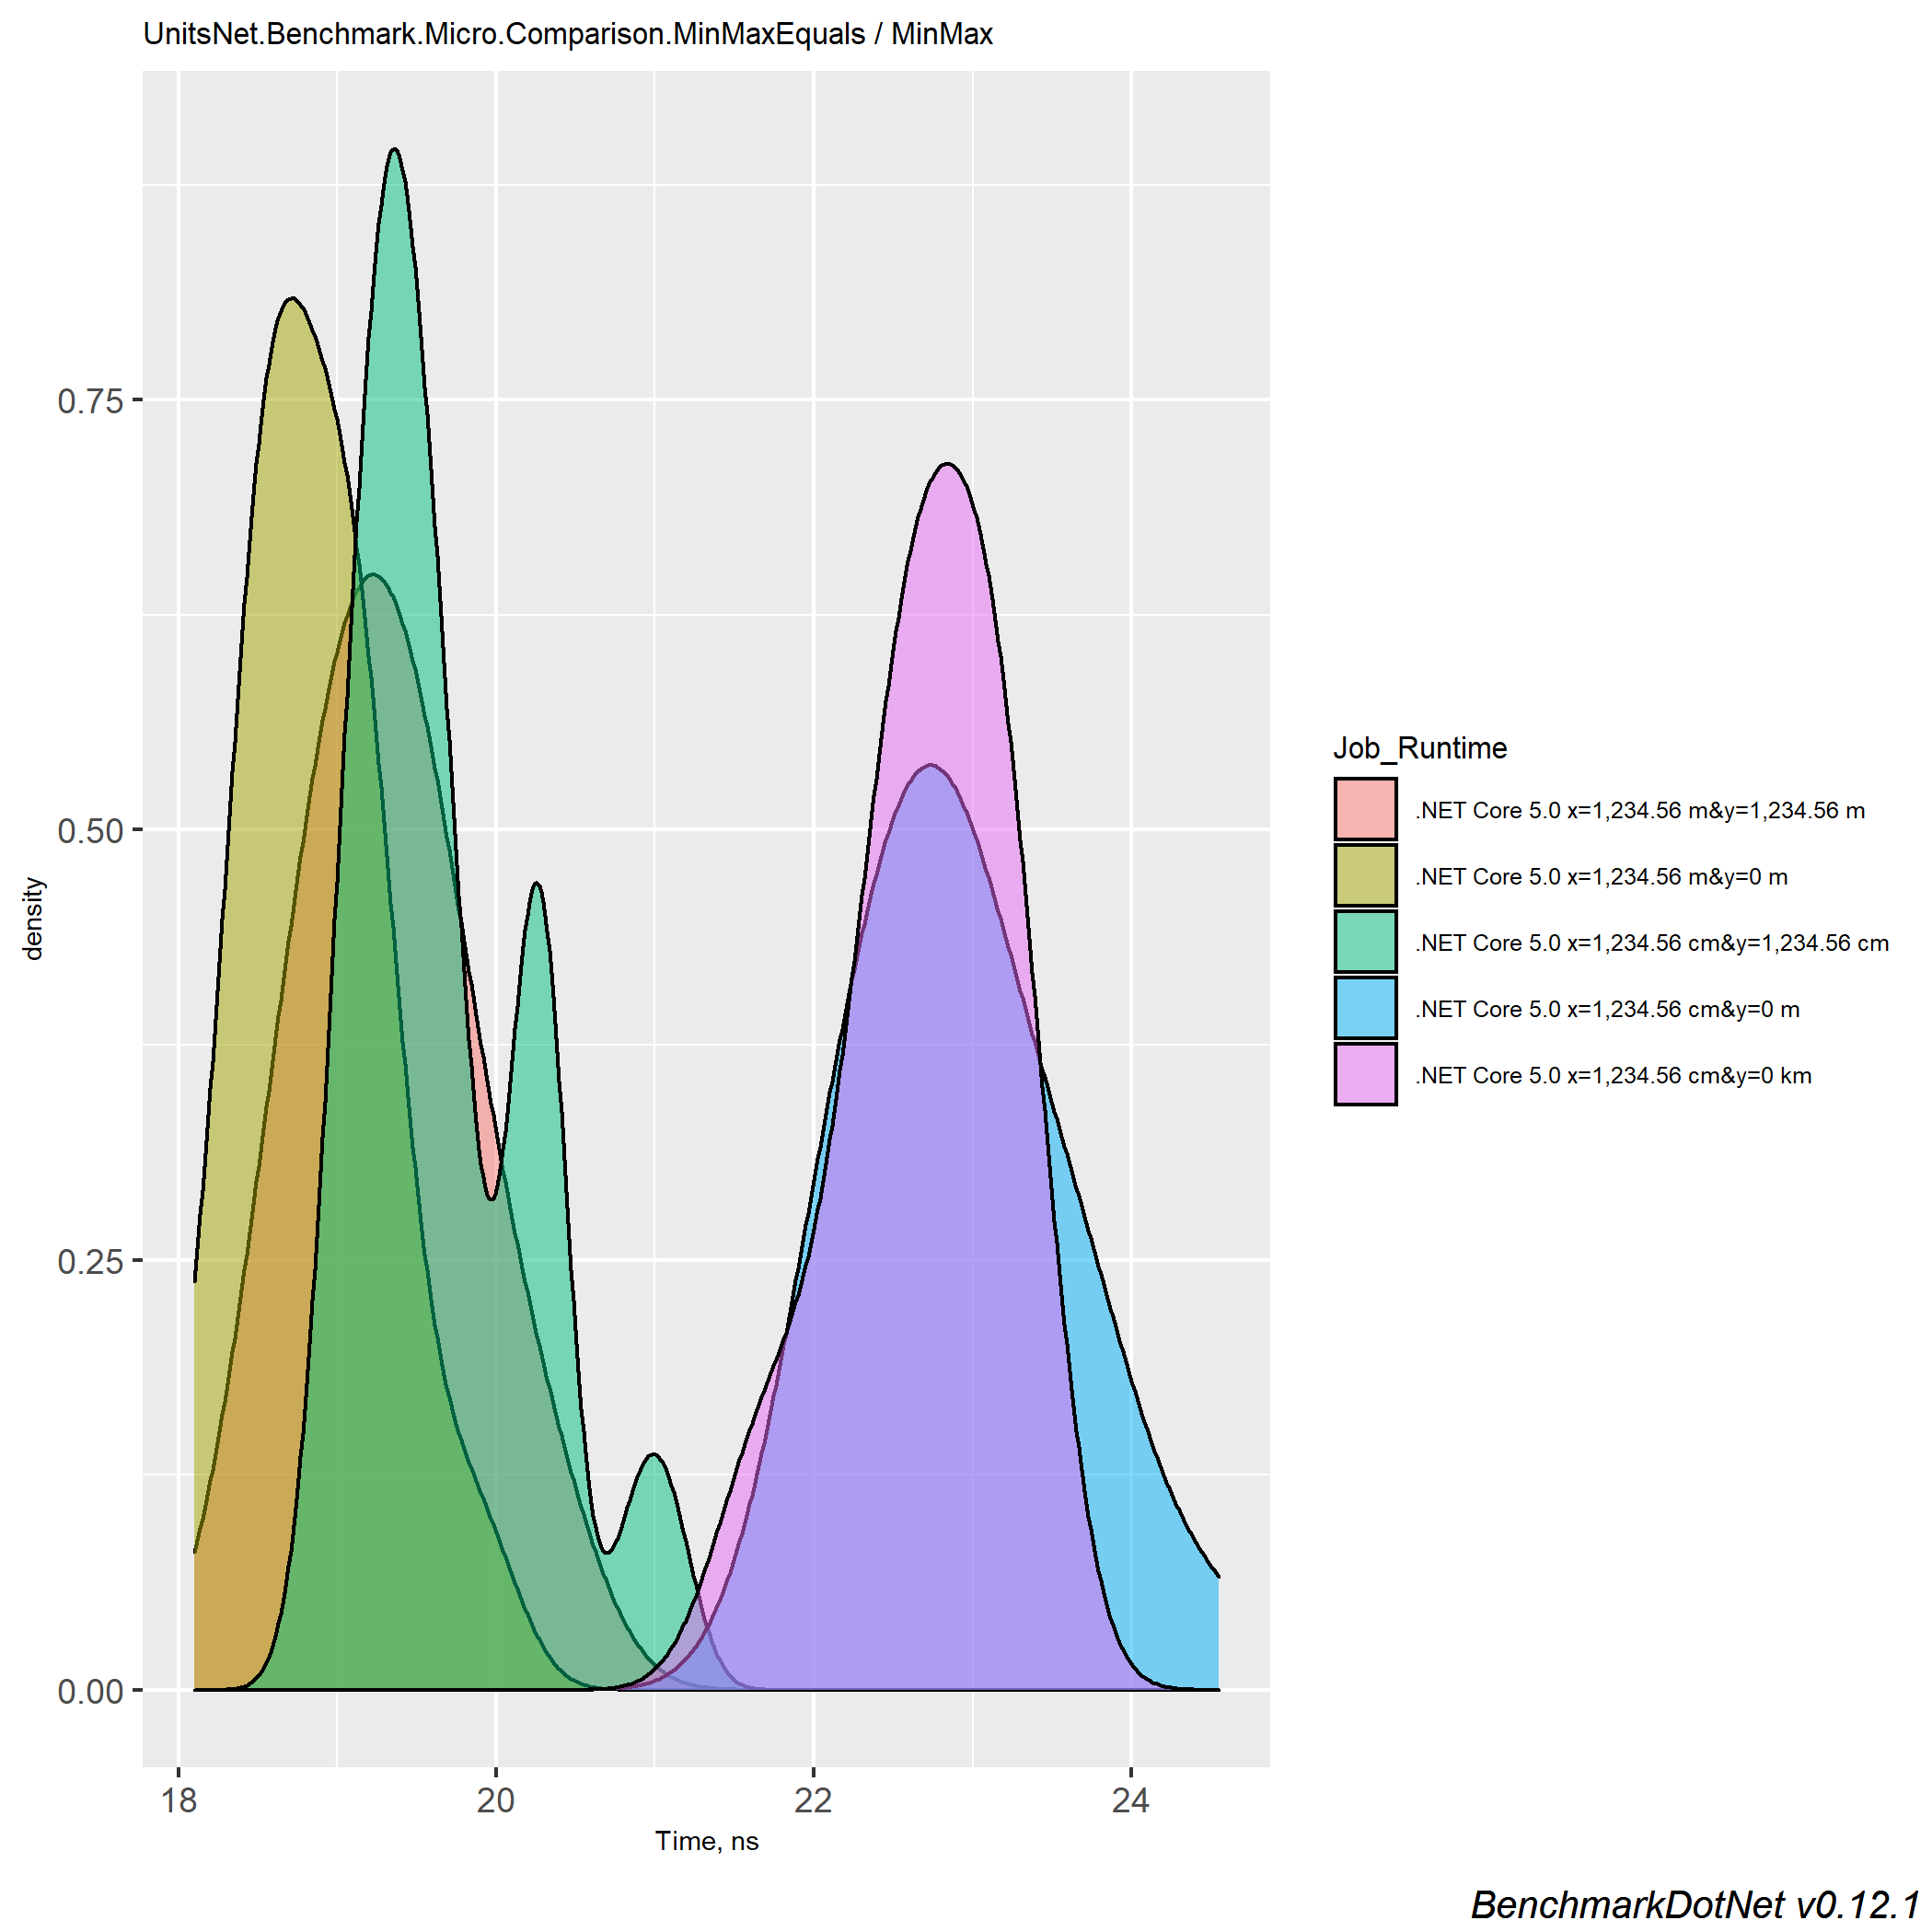 UnitsNet.Benchmark.Micro.Comparison.MinMaxEquals / MinMax
0.75
0.50
0.25
0.00
density
18 20 22 24
Time, ns
Job_Runtime
.NET Core 5.0 x=1,234.56 m&y=1,234.56 m
.NET Core 5.0 x=1,234.56 m&y=0 m
.NET Core 5.0 x=1,234.56 cm&y=1,234.56 cm
.NET Core 5.0 x=1,234.56 cm&y=0 m
.NET Core 5.0 x=1,234.56 cm&y=0 km
BenchmarkDotNet v0.12.1